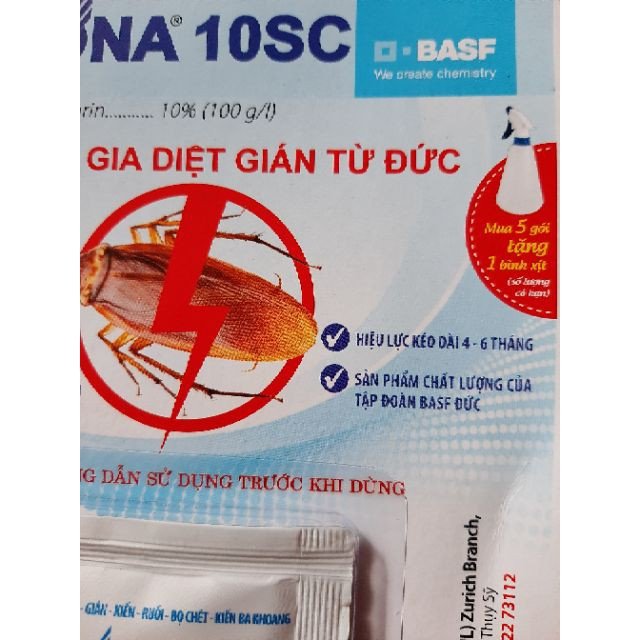 NA® 10SC
BASF
We create chemistry
rin........... 10% (100 g/l)
GIA DIỆT GIÁN TỪ ĐỨC
Mua 5 gói
tặng
1 bình xịt
(số lượng
có hạn)
HIỆU LỰC KÉO DÀI 4 - 6 THÁNG
SẢN PHẨM CHẤT LƯỢNG CỦA
TẬP ĐOÀN BASF ĐỨC
G DẪN SỬ DỤNG TRƯỚC KHI DÙNG
- GIÁN - KIẾN - RUỒI - BỌ CHÉT - KIẾN BA KHOANG
L) Zurich Branch,
Thụy Sỹ
22 73112